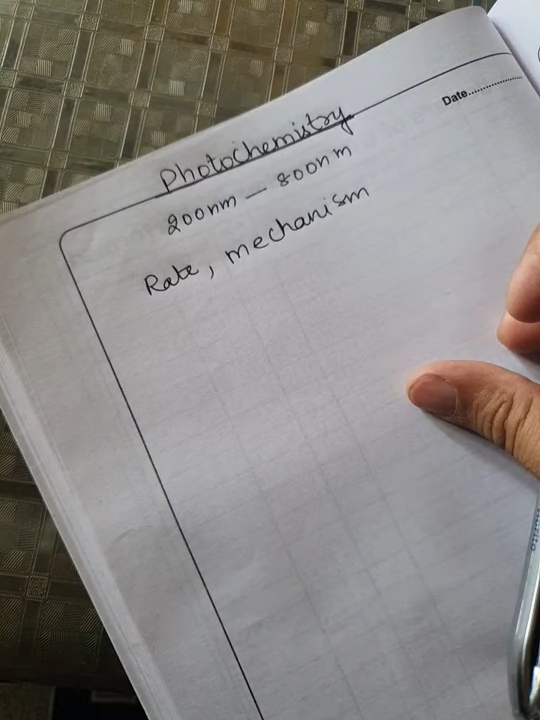 Date....................
Photochemistry
200nm — 800nm
Rate, mechanism